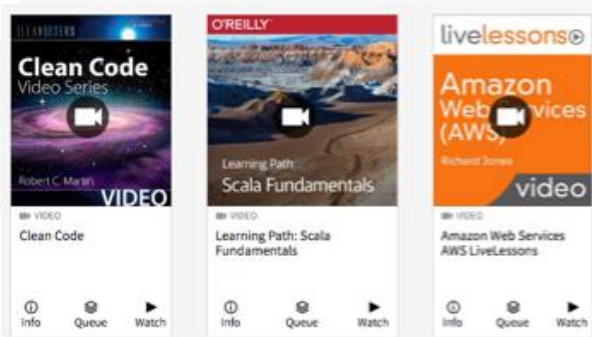 CLEANCODERS
Clean Code
Video Series
Robert C. Martin
VIDEO
VIDEO
Clean Code
Info Queue Watch
O'REILLY
Learning Path
Scala Fundamentals
VIDEO
Learning Path: Scala
Fundamentals
Info Queue Watch
livelessons
Amazon
Web Services
(AWS)
Richard Jones
video
VIDEO
Amazon Web Services
AWS LiveLessons
Info Queue Watch